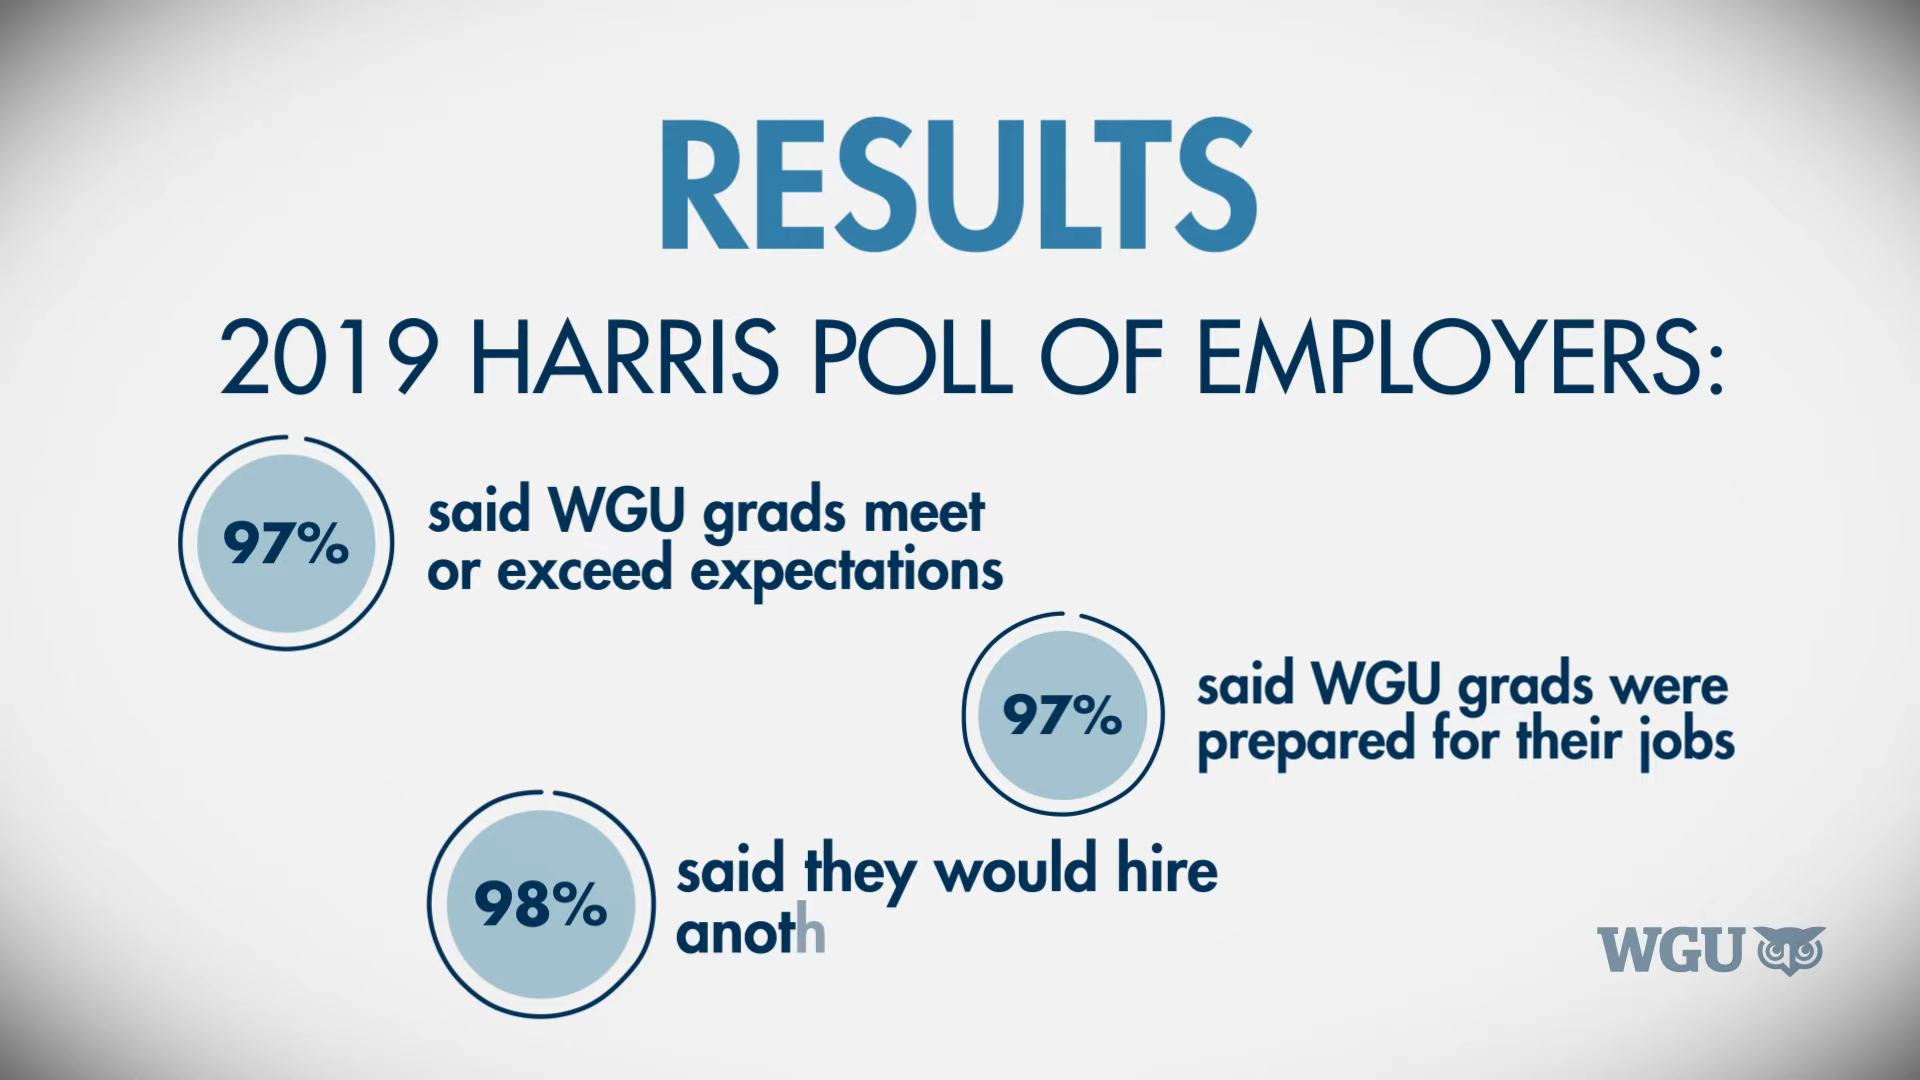 RESULTS
2019 HARRIS POLL OF EMPLOYERS:
97%
said WGU grads meet
or exceed expectations
97%
said WGU grads were
prepared for their jobs
98%
said they would hire
anoth
WGU